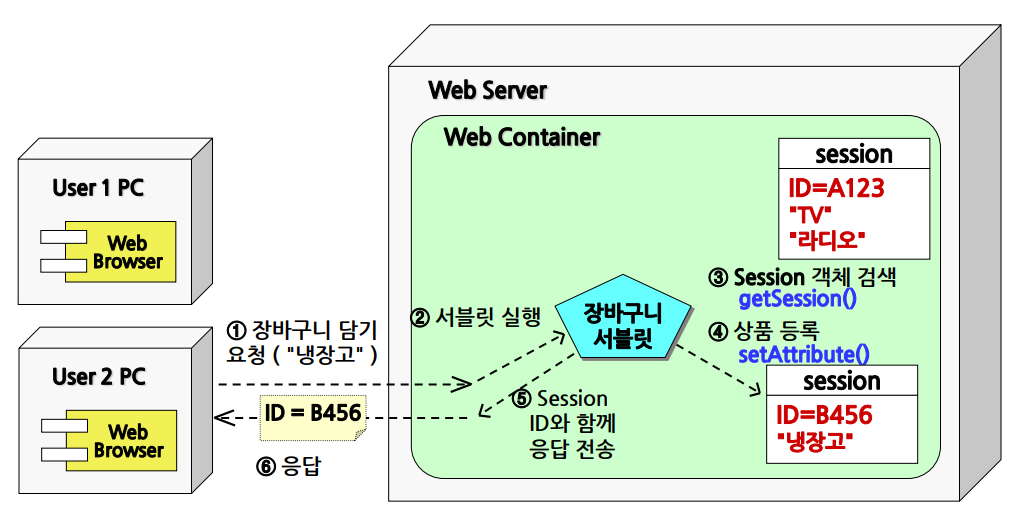 Web Server
Web Container
session
ID=A123
"TV"
"라디오"
User 1 PC
Web
Browser
③ Session 객체 검색
getSession()
② 서블릿 실행
장바구니
서블릿
① 장바구니 담기
요청 ( "냉장고" )
④ 상품 등록
setAttribute()
User 2 PC
session
ID=B456
"냉장고"
ID = B456
⑤ Session
ID와 함께
응답 전송
Web
Browser
⑥ 응답